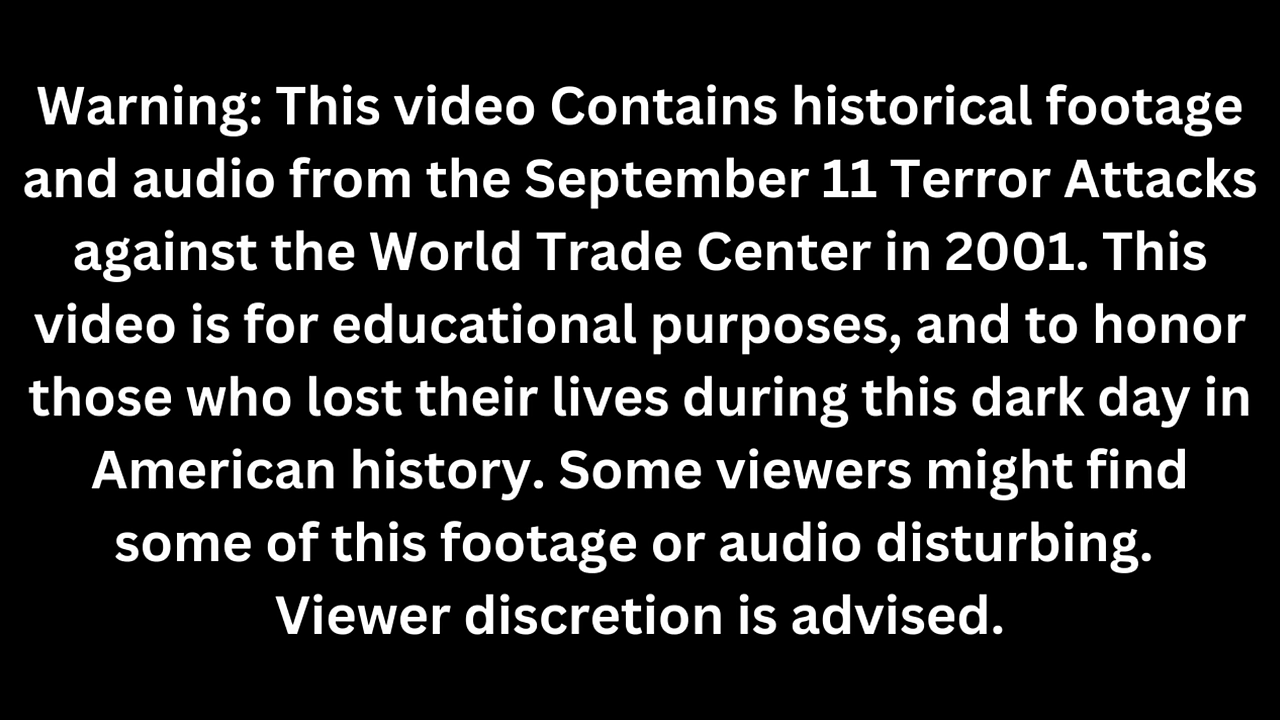 Warning: This video Contains historical footage
and audio from the September 11 Terror Attacks
against the World Trade Center in 2001. This
video is for educational purposes, and to honor
those who lost their lives during this dark day in
American history. Some viewers might find
some of this footage or audio disturbing.
Viewer discretion is advised.